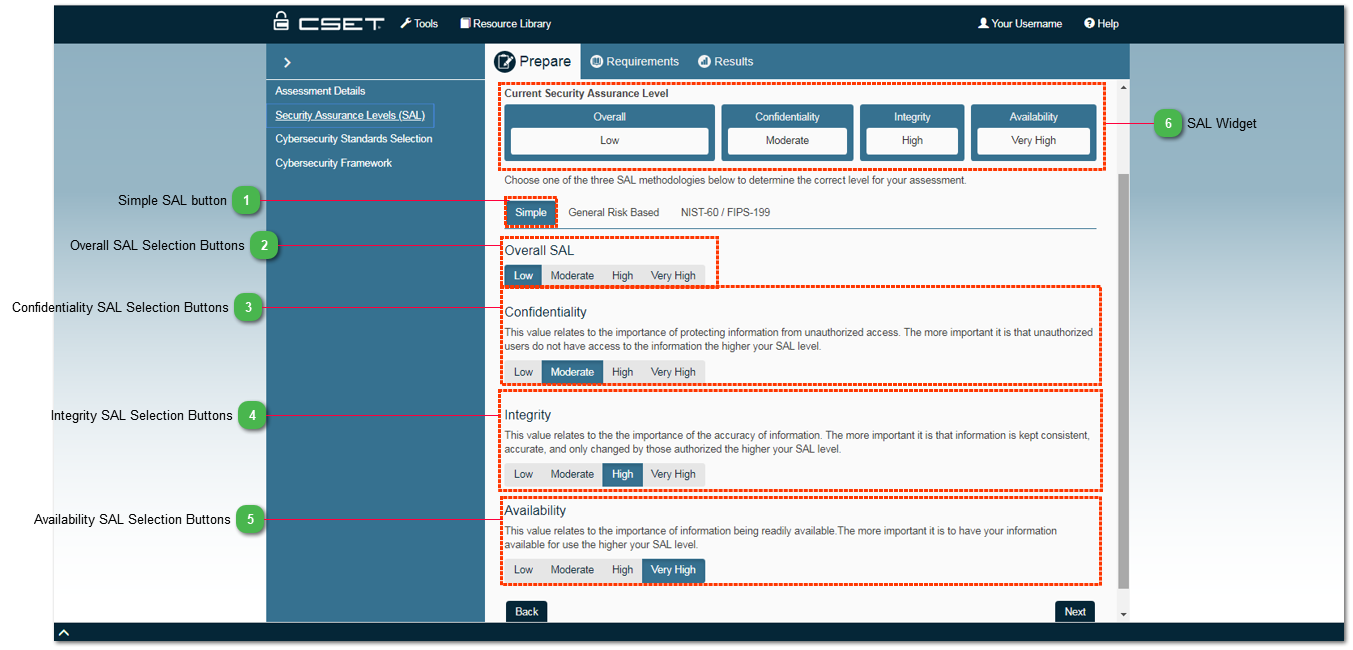 CSET
Tools
Resource Library
Your Username
Help
Prepare
Requirements
Results
Assessment Details
Security Assurance Levels (SAL)
Cybersecurity Standards Selection
Cybersecurity Framework
Current Security Assurance Level
Overall
Confidentiality
Integrity
Availability
Low
Moderate
High
Very High
6 SAL Widget
Choose one of the three SAL methodologies below to determine the correct level for your assessment.
Simple SAL button 1
Simple General Risk Based NIST-60 / FIPS-199
Overall SAL Selection Buttons 2
Overall SAL
Low Moderate High Very High
Confidentiality SAL Selection Buttons 3
Confidentiality
This value relates to the importance of protecting information from unauthorized access. The more important it is that unauthorized
users do not have access to the information the higher your SAL level.
Low Moderate High Very High
Integrity SAL Selection Buttons 4
Integrity
This value relates to the the importance of the accuracy of information. The more important it is that information is kept consistent,
accurate, and only changed by those authorized the higher your SAL level.
Low Moderate High Very High
Availability SAL Selection Buttons 5
Availability
This value relates to the importance of information being readily available.The more important it is to have your information
available for use the higher your SAL level.
Low Moderate High Very High
Back
Next